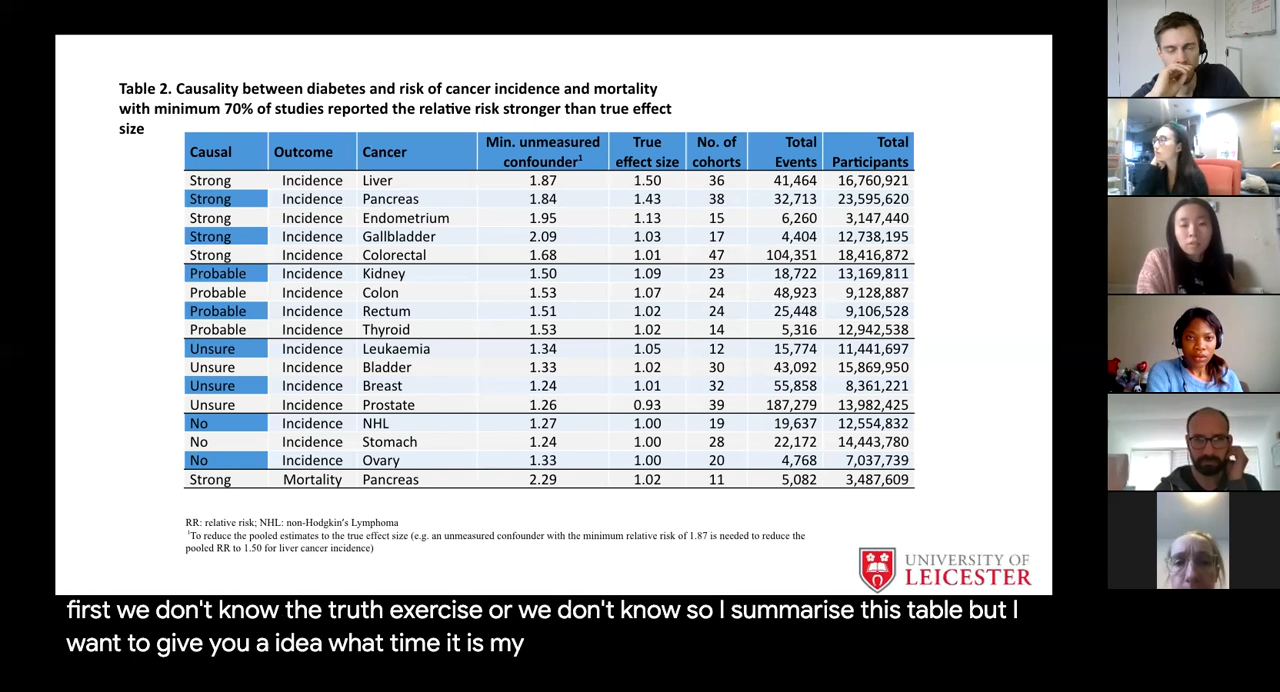 Table 2. Causality between diabetes and risk of cancer incidence and mortality
with minimum 70% of studies reported the relative risk stronger than true effect
size
Causal Outcome Cancer Min. unmeasured confounder1 True effect size No. of cohorts Total Events Total Participants
Strong Incidence Liver 1.87 1.50 36 41,464 16,760,921
Strong Incidence Pancreas 1.84 1.43 38 32,713 23,595,620
Strong Incidence Endometrium 1.95 1.13 15 6,260 3,147,440
Strong Incidence Gallbladder 2.09 1.03 17 4,404 12,738,195
Strong Incidence Colorectal 1.68 1.01 47 104,351 18,416,872
Probable Incidence Kidney 1.50 1.09 23 18,722 13,169,811
Probable Incidence Colon 1.53 1.07 24 48,923 9,128,887
Probable Incidence Rectum 1.51 1.02 24 25,448 9,106,528
Probable Incidence Thyroid 1.53 1.02 14 5,316 12,942,538
Unsure Incidence Leukaemia 1.34 1.05 12 15,774 11,441,697
Unsure Incidence Bladder 1.33 1.02 30 43,092 15,869,950
Unsure Incidence Breast 1.24 1.01 32 55,858 8,361,221
Unsure Incidence Prostate 1.26 0.93 39 187,279 13,982,425
No Incidence NHL 1.27 1.00 19 19,637 12,554,832
No Incidence Stomach 1.24 1.00 28 22,172 14,443,780
No Incidence Ovary 1.33 1.00 20 4,768 7,037,739
Strong Mortality Pancreas 2.29 1.02 11 5,082 3,487,609
RR: relative risk; NHL: non-Hodgkin's Lymphoma
1To reduce the pooled estimates to the true effect size (e.g. an unmeasured confounder with the minimum relative risk of 1.87 is needed to reduce the
pooled RR to 1.50 for liver cancer incidence)
UNIVERSITY OF
LEICESTER
first we don't know the truth exercise or we don't know so I summarise this table but I
want to give you a idea what time it is my